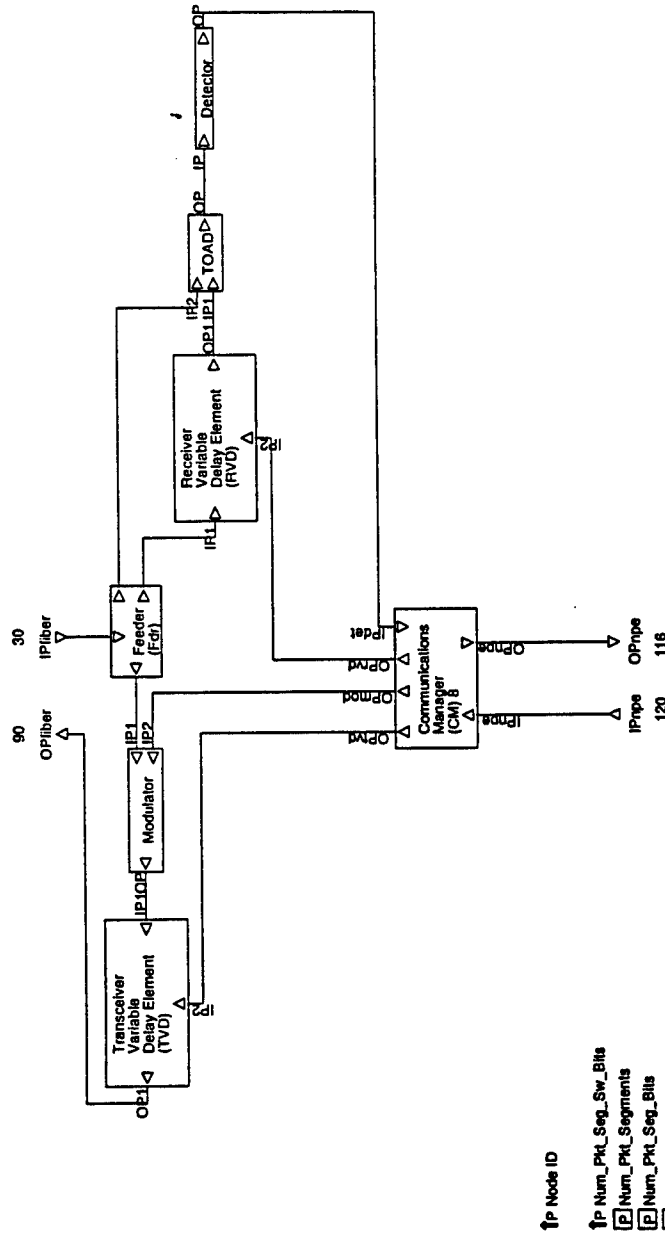 30
IPfiber
90
OPfiber
Feeder
(Fdr)
IP1
IP2
Modulator
IP1
OP
Transceiver
Variable
Delay Element
(TVD)
OP1
IP2
IR1
Receiver
Variable
Delay Element
(RVD)
OP1
IP2
IR2
IP1
TOAD
OP
IP
Detector
OP
IPdet
OPrvd
OPmod
OPtvd
Communications
Manager
(CM) 8
IPnpe
OPnpe
IPnpe
120
OPnpe
116
↑P Node ID
↑P Num_Pkt_Seg_Sw_Bits
P Num_Pkt_Segments
P Num_Pkt_Seg_Bits